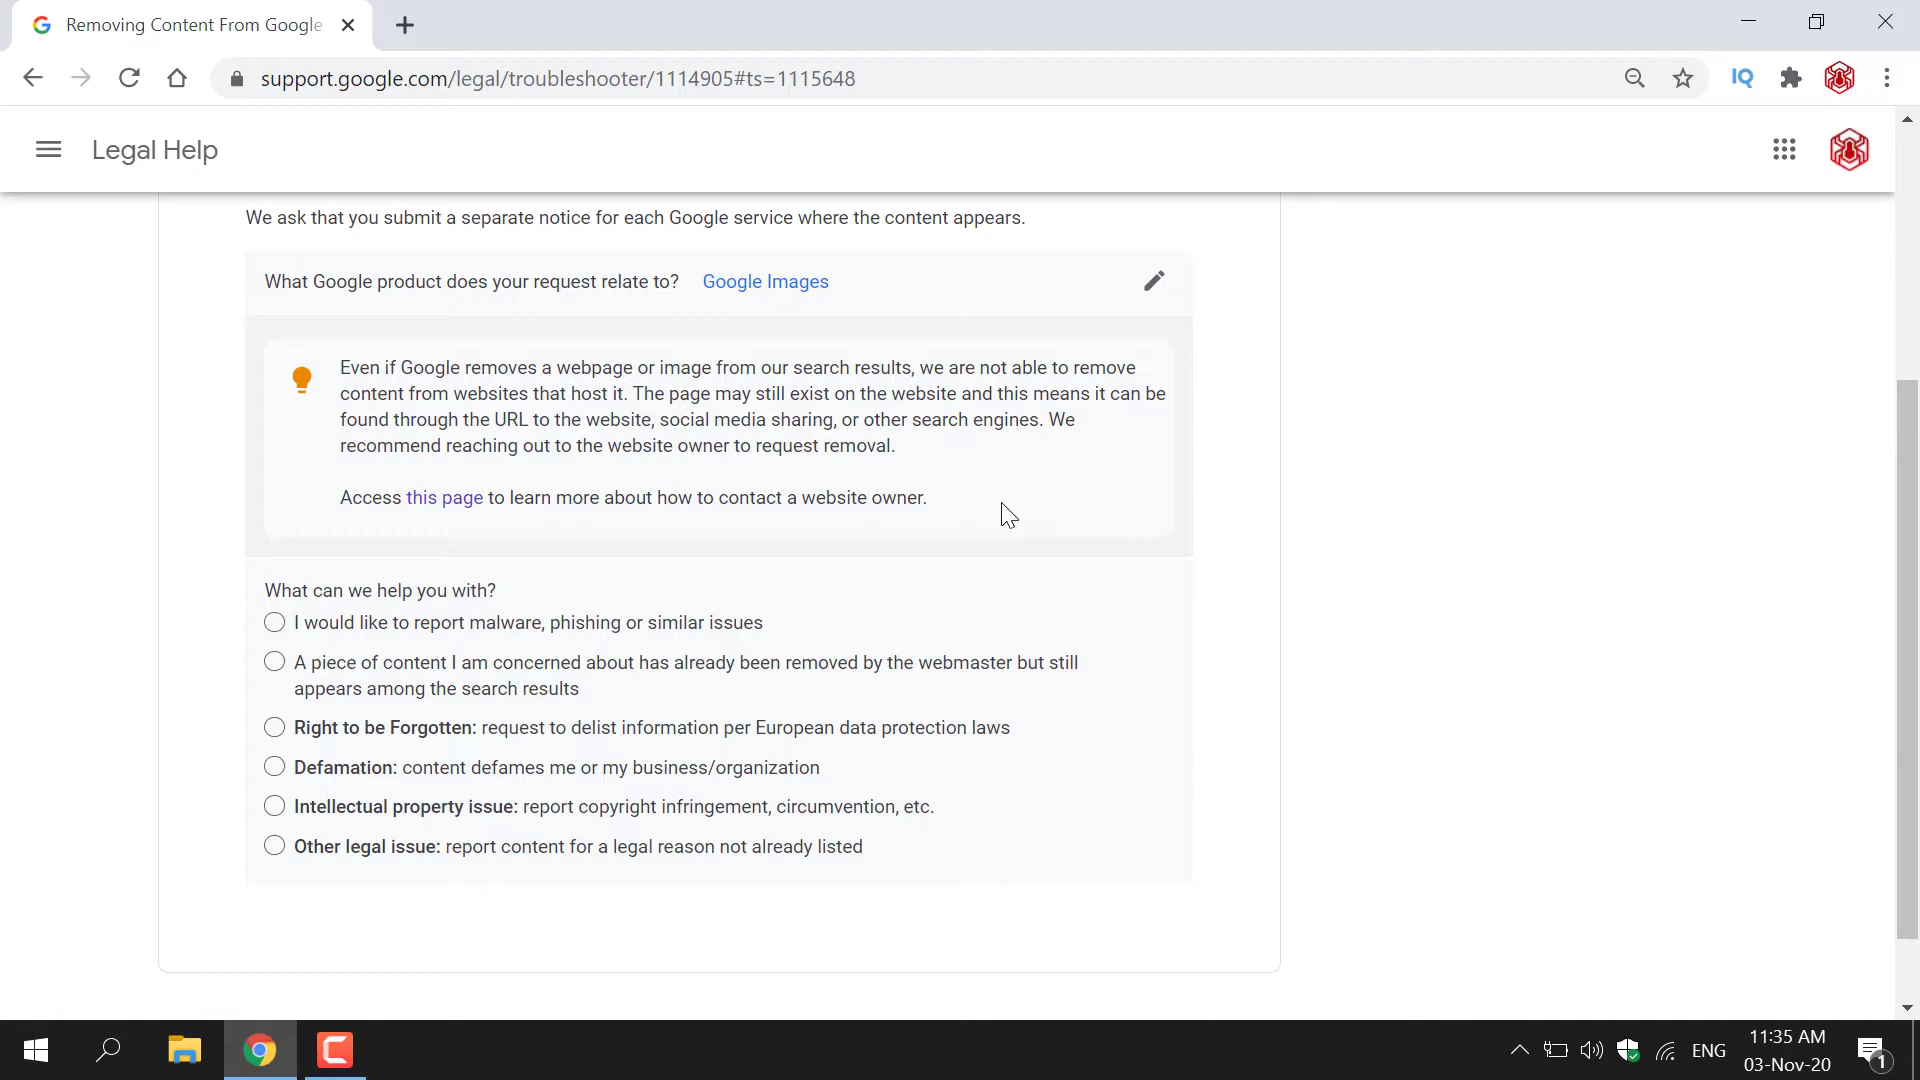 Removing Content From Google
support.google.com/legal/troubleshooter/1114905#ts=1115648
IQ
Legal Help
We ask that you submit a separate notice for each Google service where the content appears.
What Google product does your request relate to? Google Images
Even if Google removes a webpage or image from our search results, we are not able to remove
content from websites that host it. The page may still exist on the website and this means it can be
found through the URL to the website, social media sharing, or other search engines. We
recommend reaching out to the website owner to request removal.
Access this page to learn more about how to contact a website owner.
What can we help you with?
I would like to report malware, phishing or similar issues
A piece of content I am concerned about has already been removed by the webmaster but still
appears among the search results
Right to be Forgotten: request to delist information per European data protection laws
Defamation: content defames me or my business/organization
Intellectual property issue: report copyright infringement, circumvention, etc.
Other legal issue: report content for a legal reason not already listed
ENG
11:35 AM
03-Nov-20
1